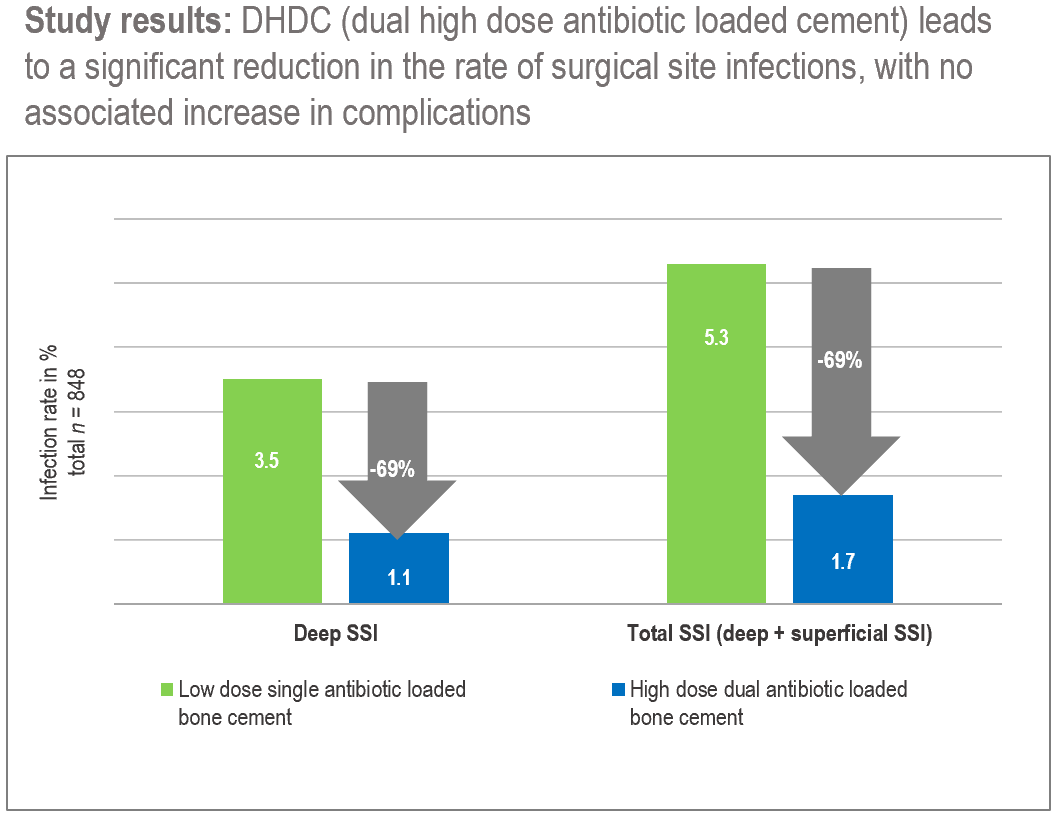 Study results: DHDC (dual high dose antibiotic loaded cement) leads
to a significant reduction in the rate of surgical site infections, with no
associated increase in complications
Infection rate in %
total n = 848
3.5
-69%
1.1
5.3
-69%
1.7
Deep SSI
Total SSI (deep + superficial SSI)
Low dose single antibiotic loaded
bone cement
High dose dual antibiotic loaded
bone cement